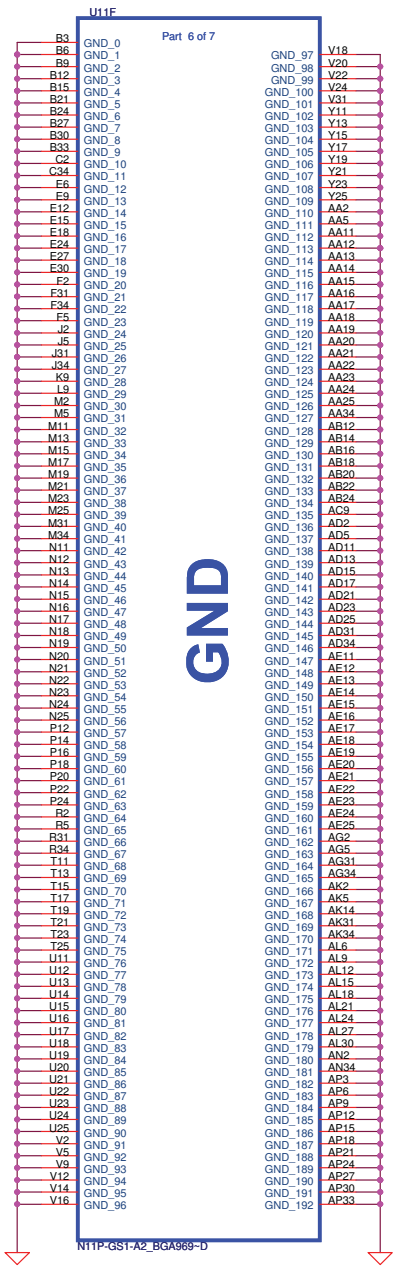 U11F
Part 6 of 7
B3 GND_0
B6 GND_1
B9 GND_2
B12 GND_3
B15 GND_4
B21 GND_5
B24 GND_6
B27 GND_7
B30 GND_8
B33 GND_9
C2 GND_10
C34 GND_11
E6 GND_12
E9 GND_13
E12 GND_14
E15 GND_15
E18 GND_16
E24 GND_17
E27 GND_18
E30 GND_19
F2 GND_20
F31 GND_21
F34 GND_22
F5 GND_23
J2 GND_24
J5 GND_25
J31 GND_26
J34 GND_27
K9 GND_28
L9 GND_29
M2 GND_30
M5 GND_31
M11 GND_32
M13 GND_33
M15 GND_34
M17 GND_35
M19 GND_36
M21 GND_37
M23 GND_38
M25 GND_39
M31 GND_40
M34 GND_41
N11 GND_42
N12 GND_43
N13 GND_44
N14 GND_45
N15 GND_46
N16 GND_47
N17 GND_48
N18 GND_49
N19 GND_50
N20 GND_51
N21 GND_52
N22 GND_53
N23 GND_54
N24 GND_55
N25 GND_56
P12 GND_57
P14 GND_58
P16 GND_59
P18 GND_60
P20 GND_61
P22 GND_62
P24 GND_63
R2 GND_64
R5 GND_65
R31 GND_66
R34 GND_67
T11 GND_68
T13 GND_69
T15 GND_70
T17 GND_71
T19 GND_72
T21 GND_73
T23 GND_74
T25 GND_75
U11 GND_76
U12 GND_77
U13 GND_78
U14 GND_79
U15 GND_80
U16 GND_81
U17 GND_82
U18 GND_83
U19 GND_84
U20 GND_85
U21 GND_86
U22 GND_87
U23 GND_88
U24 GND_89
U25 GND_90
V2 GND_91
V5 GND_92
V9 GND_93
V12 GND_94
V14 GND_95
V16 GND_96
GND
GND_97 V18
GND_98 V20
GND_99 V22
GND_100 V24
GND_101 V31
GND_102 Y11
GND_103 Y13
GND_104 Y15
GND_105 Y17
GND_106 Y19
GND_107 Y21
GND_108 Y23
GND_109 Y25
GND_110 AA2
GND_111 AA5
GND_112 AA11
GND_113 AA12
GND_114 AA13
GND_115 AA14
GND_116 AA15
GND_117 AA16
GND_118 AA17
GND_119 AA18
GND_120 AA19
GND_121 AA20
GND_122 AA21
GND_123 AA22
GND_124 AA23
GND_125 AA24
GND_126 AA25
GND_127 AA34
GND_128 AB12
GND_129 AB14
GND_130 AB16
GND_131 AB18
GND_132 AB20
GND_133 AB22
GND_134 AB24
GND_135 AC9
GND_136 AD2
GND_137 AD5
GND_138 AD11
GND_139 AD13
GND_140 AD15
GND_141 AD17
GND_142 AD21
GND_143 AD23
GND_144 AD25
GND_145 AD31
GND_146 AD34
GND_147 AE11
GND_148 AE12
GND_149 AE13
GND_150 AE14
GND_151 AE15
GND_152 AE16
GND_153 AE17
GND_154 AE18
GND_155 AE19
GND_156 AE20
GND_157 AE21
GND_158 AE22
GND_159 AE23
GND_160 AE24
GND_161 AE25
GND_162 AG2
GND_163 AG5
GND_164 AG31
GND_165 AG34
GND_166 AK2
GND_167 AK5
GND_168 AK14
GND_169 AK31
GND_170 AK34
GND_171 AL6
GND_172 AL9
GND_173 AL12
GND_174 AL15
GND_175 AL18
GND_176 AL21
GND_177 AL24
GND_178 AL27
GND_179 AL30
GND_180 AN2
GND_181 AN34
GND_182 AP3
GND_183 AP6
GND_184 AP9
GND_185 AP12
GND_186 AP15
GND_187 AP18
GND_188 AP21
GND_189 AP24
GND_190 AP27
GND_191 AP30
GND_192 AP33
N11P-GS1-A2_BGA969~D